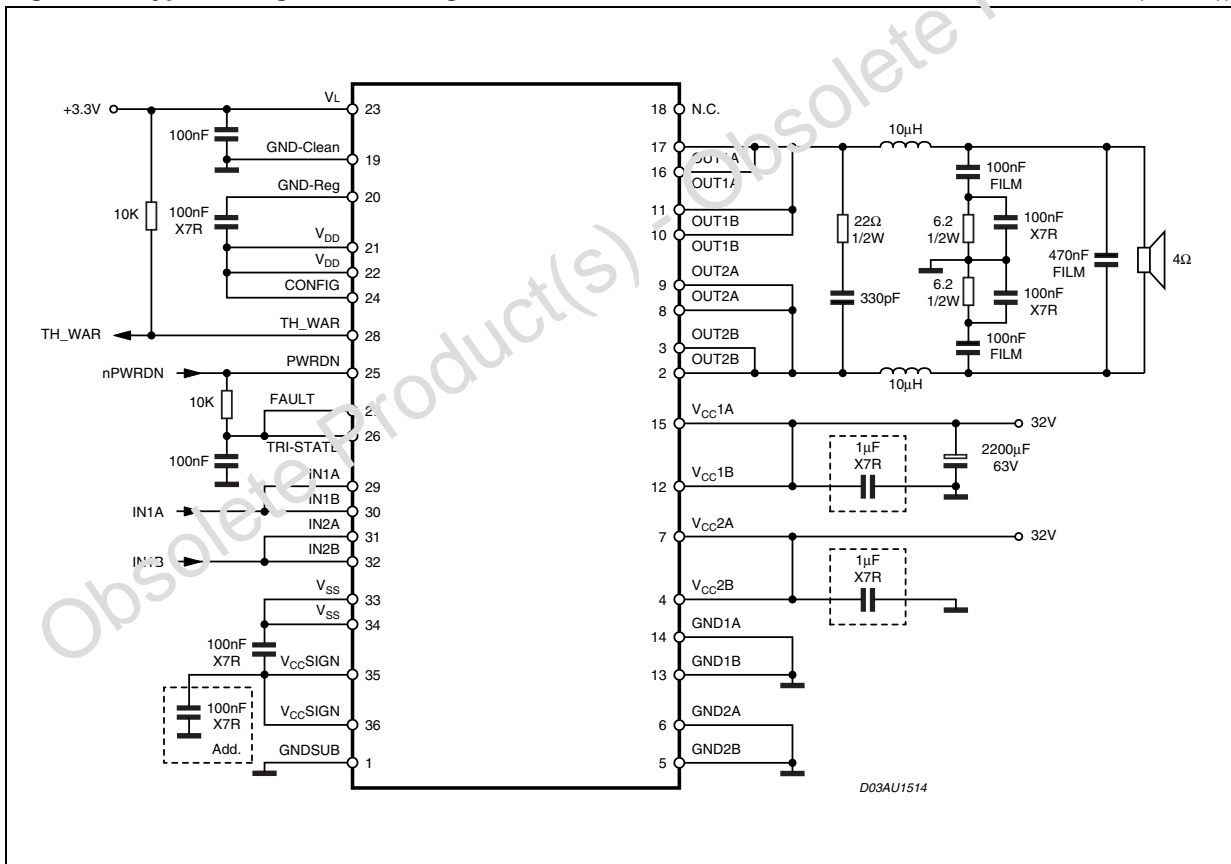 +3.3V
VL
23
100nF
GND-Clean
19
GND-Reg
20
10K
100nF
X7R
VDD
21
VDD
22
CONFIG
24
TH_WAR
TH_WAR
28
nPWRDN
PWRDN
25
10K
FAULT
26
100nF
IN1A
29
IN1A
IN1B
30
IN2A
31
IN2B
32
VSS
33
VSS
34
100nF
X7R
VCCSIGN
35
100nF
X7R
Add.
VCCSIGN
36
GNDSUB
1
18 N.C.
17
OUT1A
16
OUT1A
11
OUT1B
10
OUT1B
9
OUT2A
OUT2A
8
3
OUT2B
OUT2B
2
22Ω
1/2W
330pF
10µH
10µH
100nF
FILM
6.2
1/2W
100nF
X7R
6.2
1/2W
100nF
X7R
100nF
FILM
470nF
FILM
4Ω
15
VCC1A
32V
1µF
X7R
2200µF
63V
12
VCC1B
7
VCC2A
32V
1µF
X7R
4
VCC2B
14
GND1A
13
GND1B
6
GND2A
5
GND2B
D03AU1514
Obsolete Product(s) - Obsolete